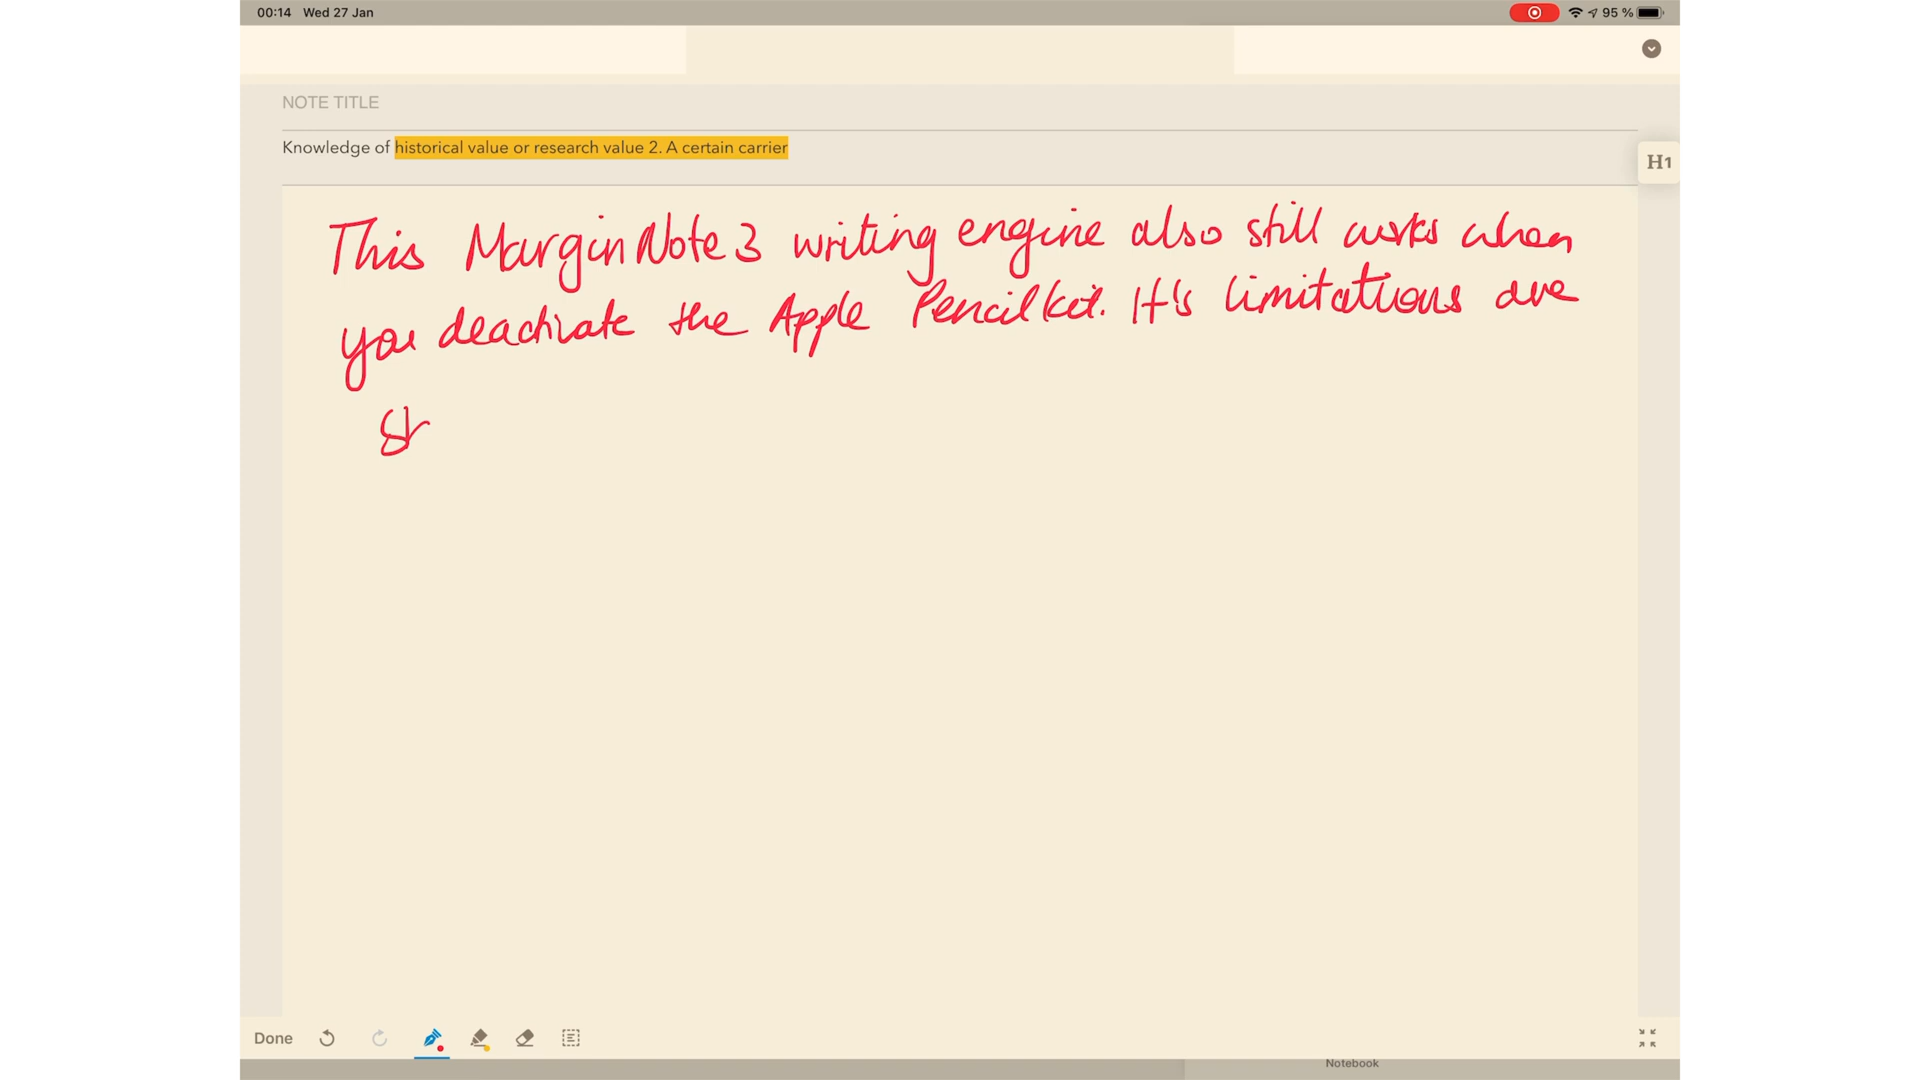 00:14 Wed 27 Jan 95 %
NOTE TITLE
Knowledge of historical value or research value 2. A certain carrier
H1
This MarginNote 3 writing engine also still works when
you deactivate the Apple Pencilkit. It's limitations are
st
Done
Notebook